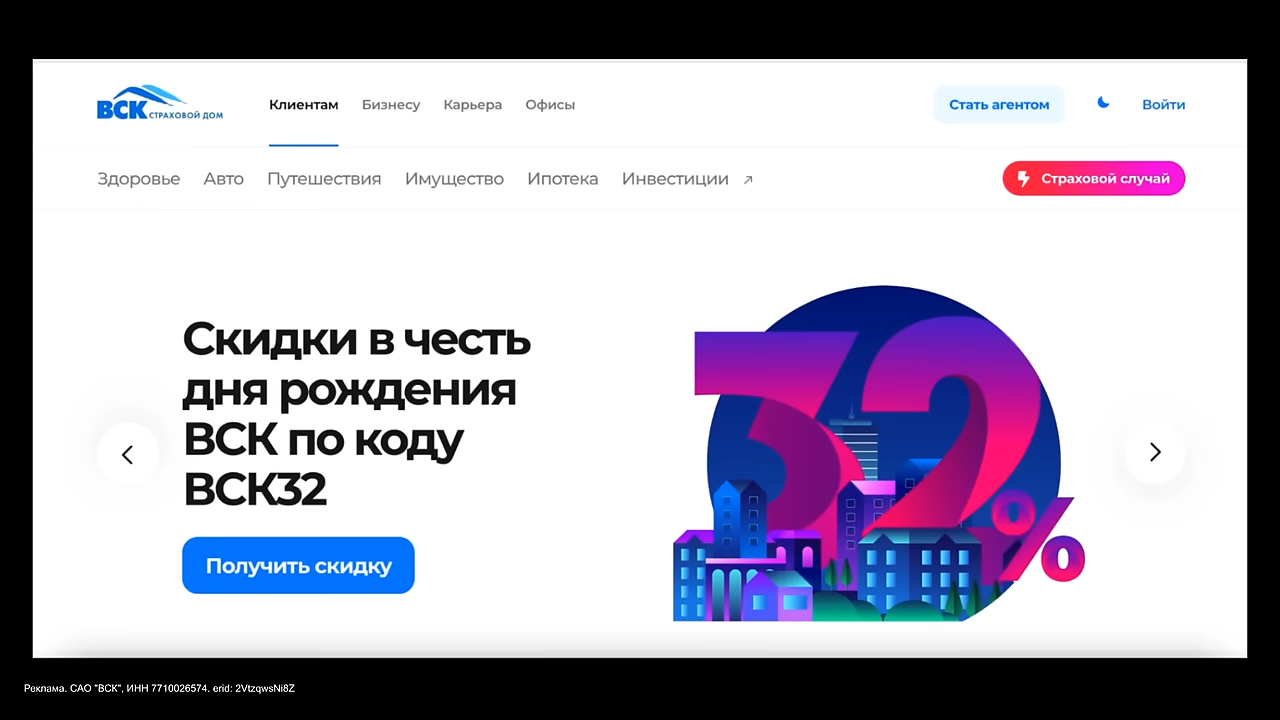 ВСК СТРАХОВОЙ ДОМ
Клиентам Бизнесу Карьера Офисы
Стать агентом
Войти
Здоровье Авто Путешествия Имущество Ипотека Инвестиции ↗
Страховой случай
Скидки в честь
дня рождения
ВСК по коду
ВСК32
Получить скидку
32%
Реклама. САО "ВСК", ИНН 7710026574. erid: 2VtzqwsNi8Z